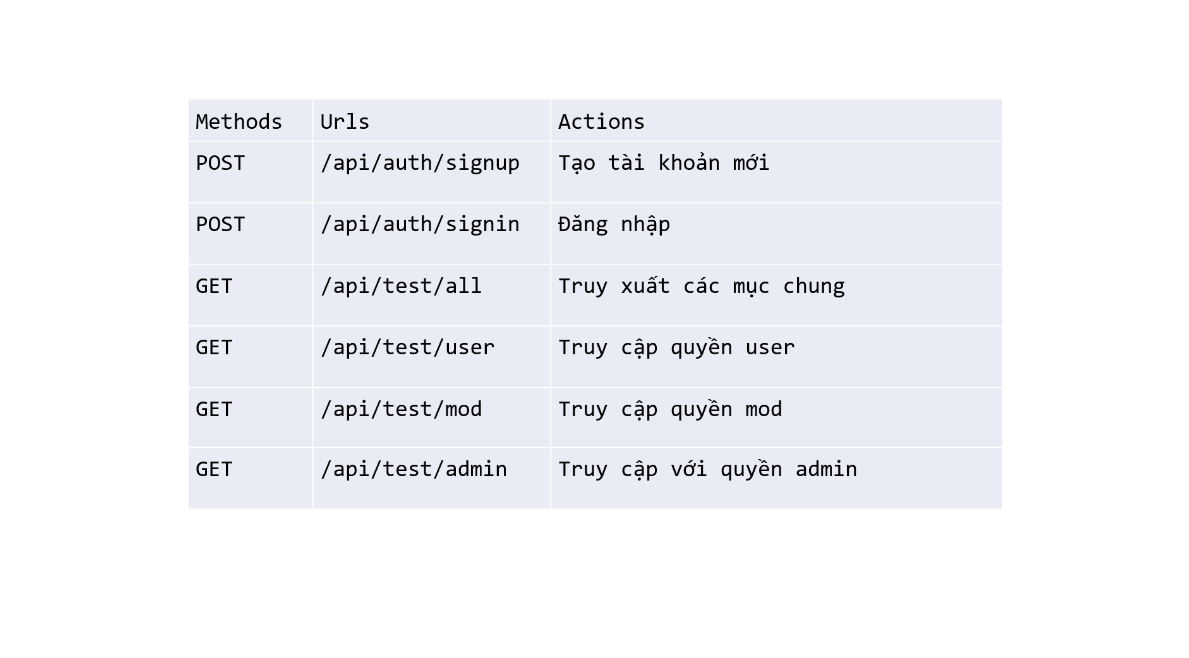 Methods Urls Actions
POST /api/auth/signup Tạo tài khoản mới
POST /api/auth/signin Đăng nhập
GET /api/test/all Truy xuất các mục chung
GET /api/test/user Truy cập quyền user
GET /api/test/mod Truy cập quyền mod
GET /api/test/admin Truy cập với quyền admin